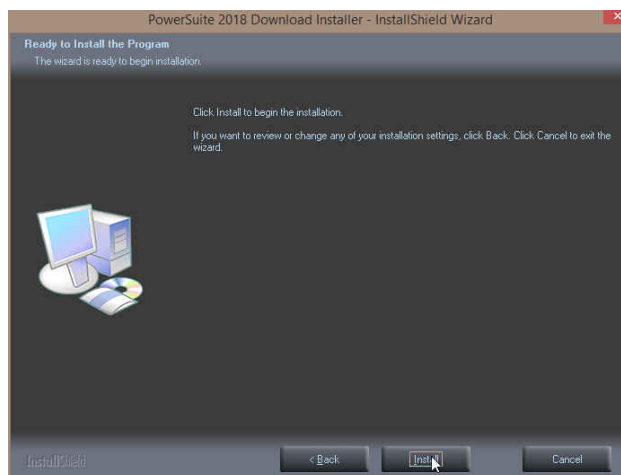 PowerSuite 2018 Download Installer - InstallShield Wizard
Ready to Install the Program
The wizard is ready to begin installation.
Click Install to begin the installation.
If you want to review or change any of your installation settings, click Back. Click Cancel to exit the
wizard.
InstallShield
< Back
Install
Cancel